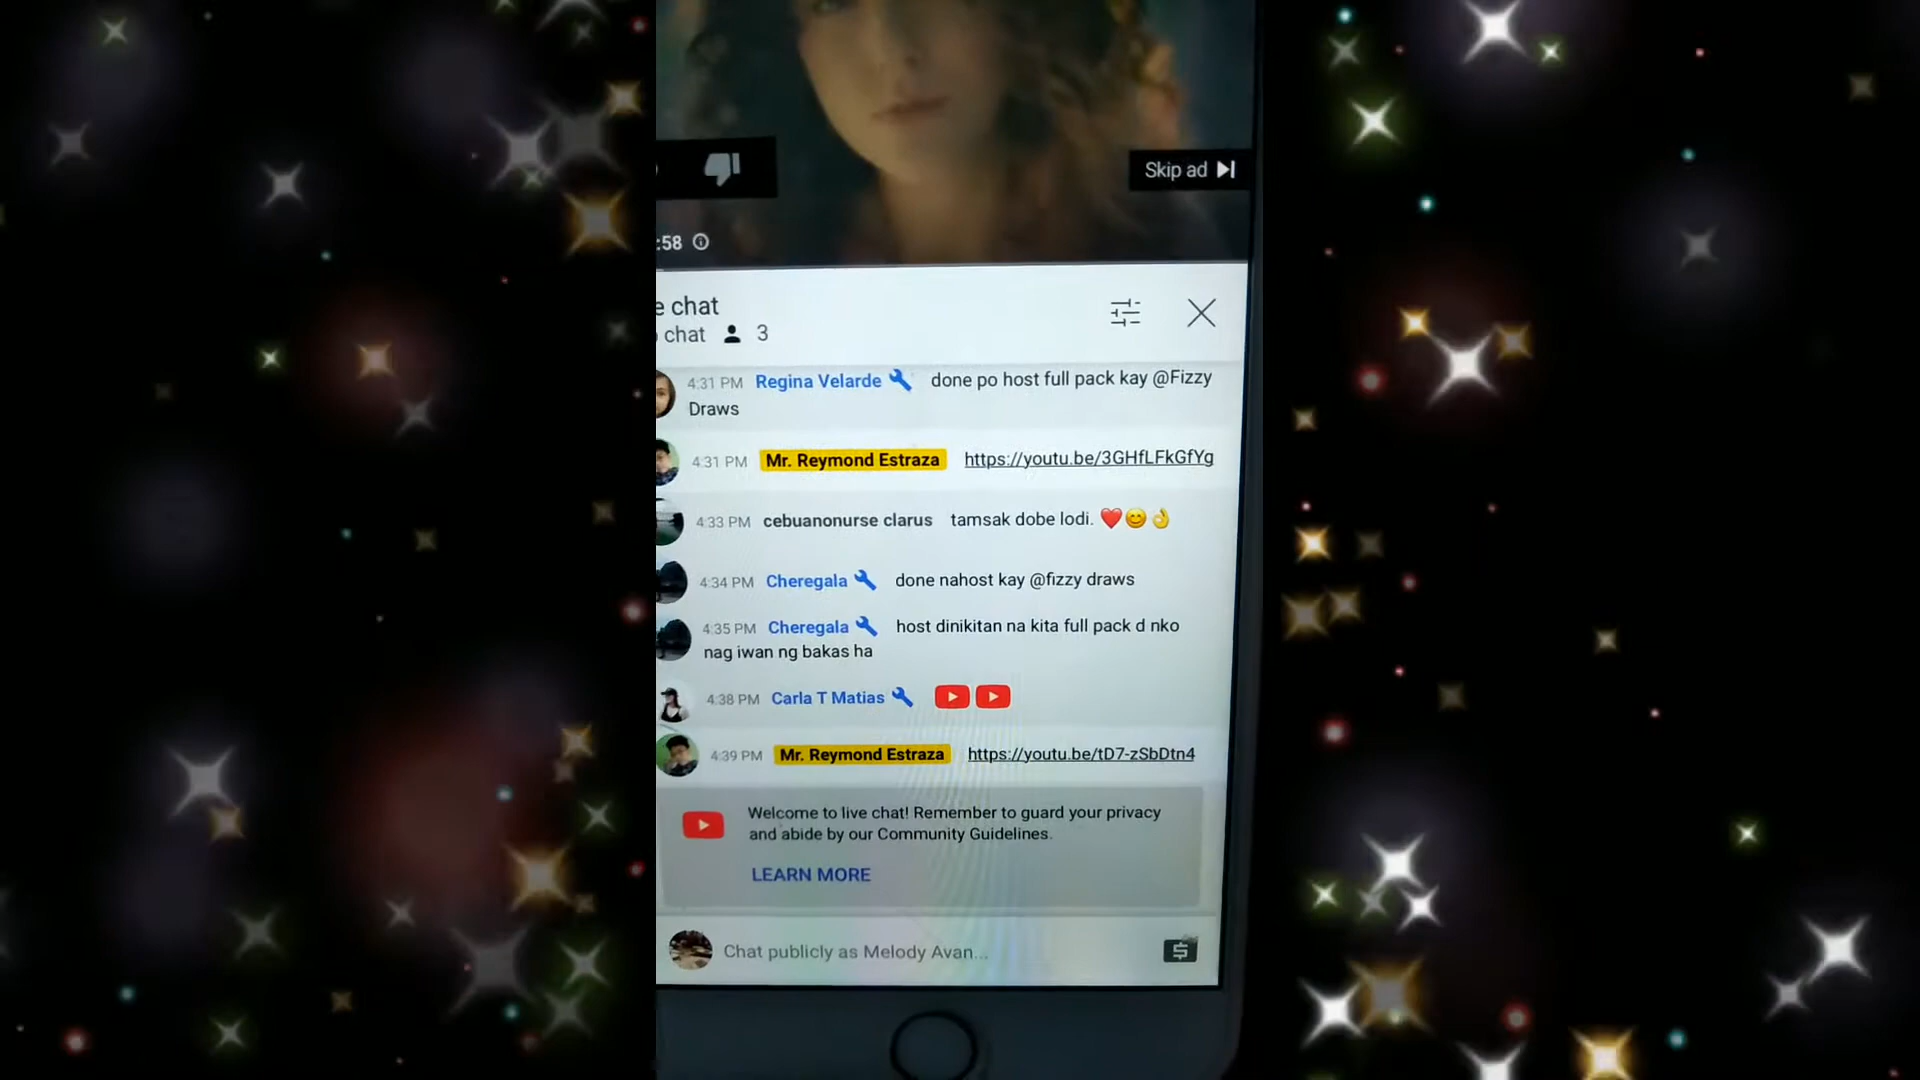 Skip ad
:58
e chat
chat 3
4:31 PM Regina Velarde done po host full pack kay @Fizzy
Draws
4:31 PM Mr. Reymond Estraza https://youtu.be/3GHfLFkGfYg
4:33 PM cebuanonurse clarus tamsak dobe lodi. ❤️😊👌
4:34 PM Cheregala done nahost kay @fizzy draws
4:35 PM Cheregala host dinikitan na kita full pack d nko
nag iwan ng bakas ha
4:38 PM Carla T Matias
4:39 PM Mr. Reymond Estraza https://youtu.be/tD7-zSbDtn4
Welcome to live chat! Remember to guard your privacy
and abide by our Community Guidelines.
LEARN MORE
Chat publicly as Melody Avan...